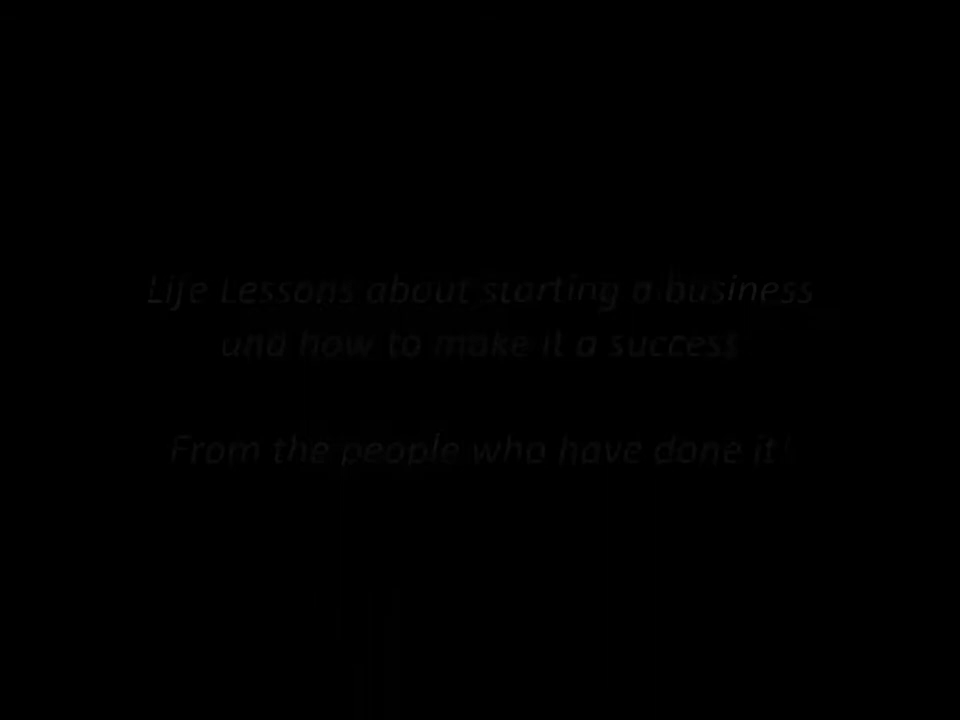 Life Lessons about starting a business
and how to make it a success
From the people who have done it!